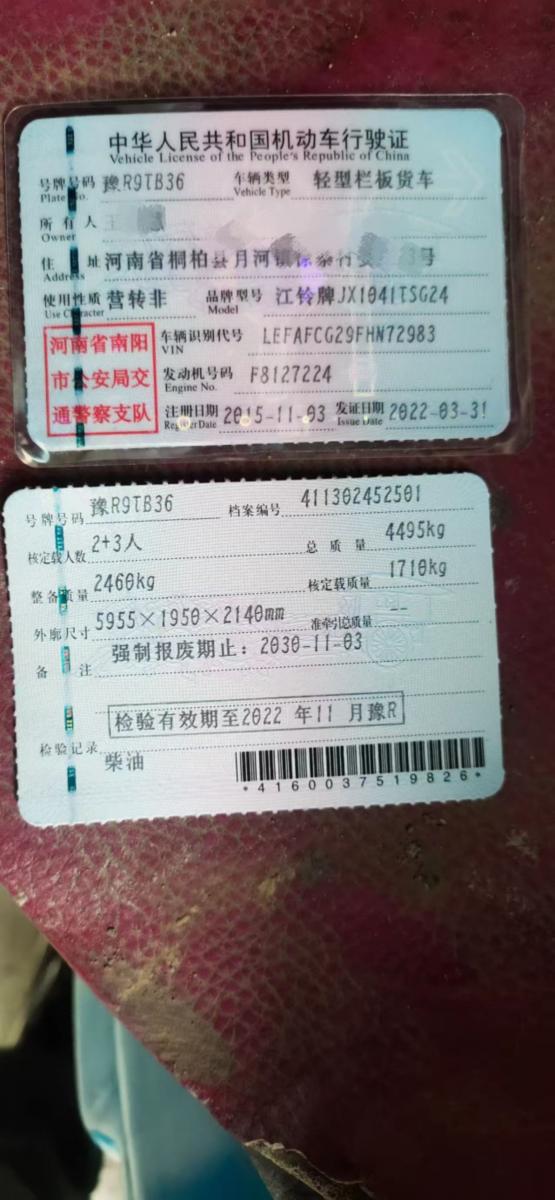 中华人民共和国机动车行驶证
Vehicle License of the People's Republic of China
号牌号码 豫R9TB36 车辆类型 轻型栏板货车
Plate No. Vehicle Type
所有人 王
Owner
住址 河南省桐柏县月河镇 号
Address
使用性质 营转非 品牌型号 江铃牌JX1041TSG24
Use Character Model
河南省南阳
市公安局交
通警察支队
车辆识别代号 LEFAFCG29FHN72983
VIN
发动机号码 F8127224
Engine No.
注册日期 2015-11-03 发证日期 2022-03-31
Register Date Issue Date
号牌号码 豫R9TB36 档案编号 411302452501
核定载人数 2+3人 总质量 4495kg
整备质量 2460kg 核定载质量 1710kg
外廓尺寸 5955×1950×2140mm 准牵引总质量 --
备注 强制报废期止：2030-11-03
检验有效期至2022 年11 月豫R
检验记录
柴油
*4160037519826*